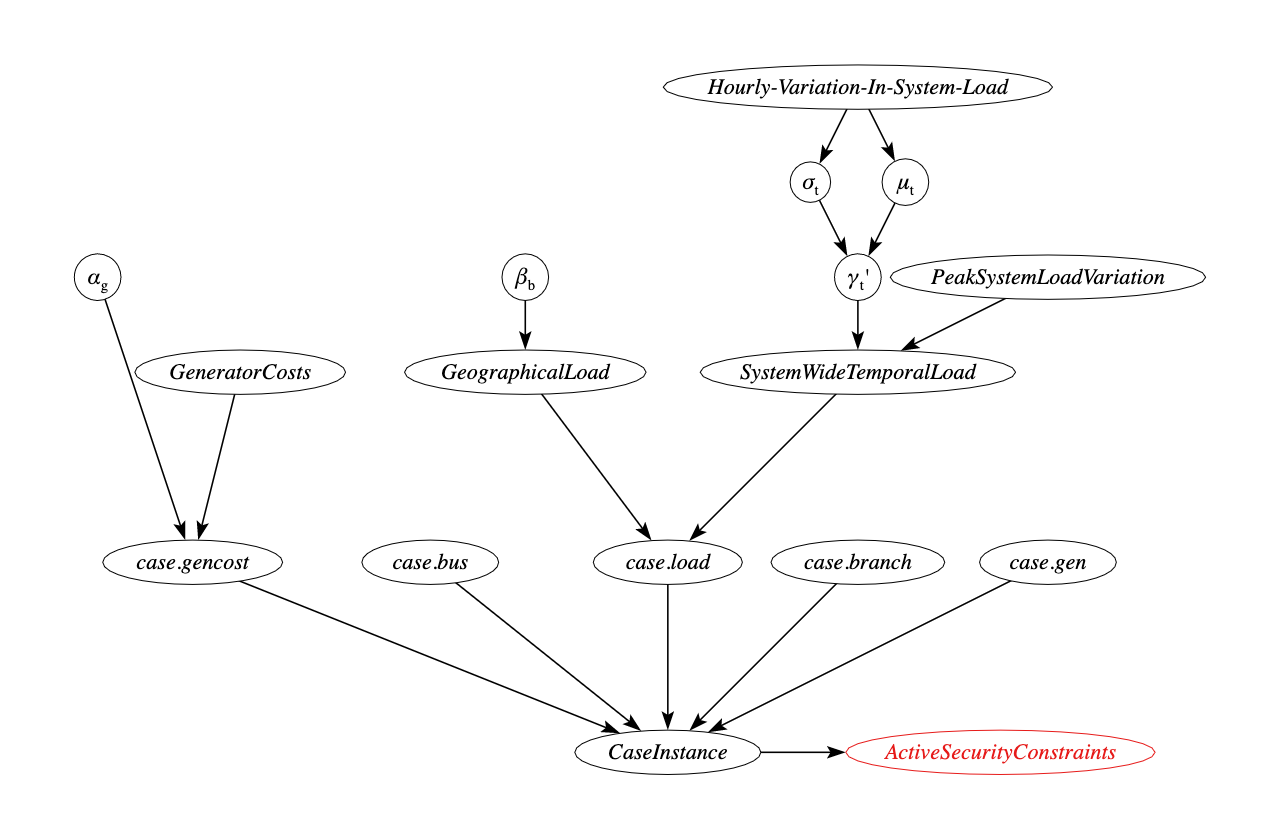 Hourly-Variation-In-System-Load
σt
μt
αg
βb
γt'
PeakSystemLoadVariation
GeneratorCosts
GeographicalLoad
SystemWideTemporalLoad
case.gencost
case.bus
case.load
case.branch
case.gen
CaseInstance
ActiveSecurityConstraints